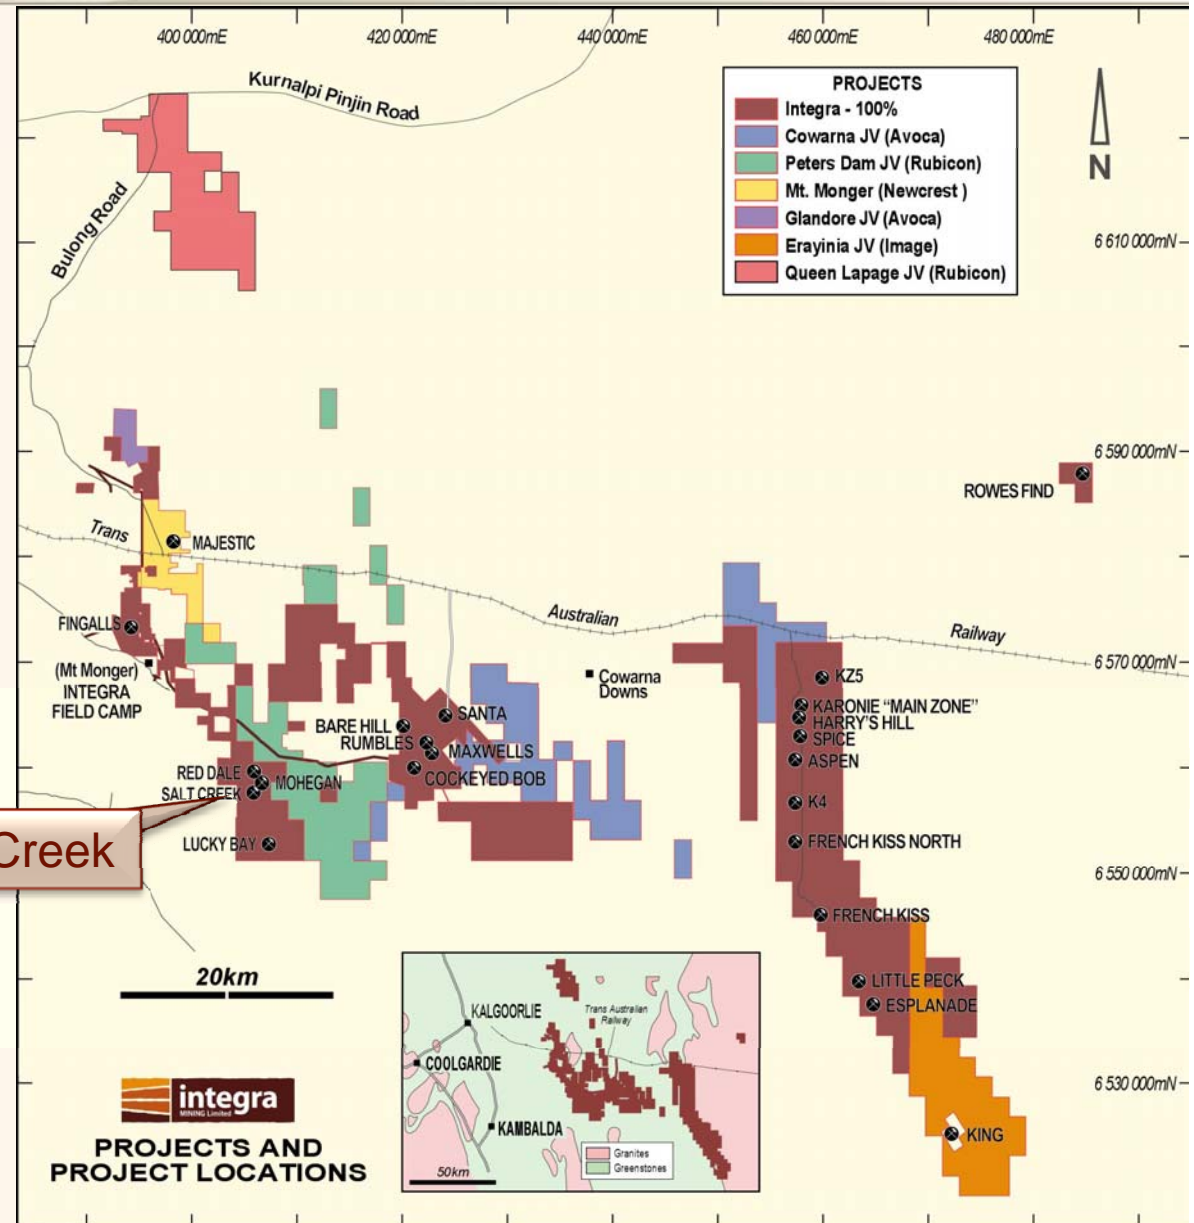 400 000mE
420 000mE
440 000mE
460 000mE
480 000mE
Kurnalpi Pinjin Road
PROJECTS
Integra - 100%
Cowarna JV (Avoca)
Peters Dam JV (Rubicon)
Mt. Monger (Newcrest )
Glandore JV (Avoca)
Erayinia JV (Image)
Queen Lapage JV (Rubicon)
N
Bulong Road
6 610 000mN
6 590 000mN
ROWES FIND
Trans
MAJESTIC
Australian
Railway
FINGALLS
6 570 000mN
(Mt Monger)
INTEGRA
FIELD CAMP
Cowarna
Downs
KZ5
KARONIE "MAIN ZONE"
HARRY'S HILL
SPICE
ASPEN
SANTA
BARE HILL
RUMBLES
MAXWELLS
COCKEYED BOB
RED DALE
MOHEGAN
SALT CREEK
K4
Creek
LUCKY BAY
FRENCH KISS NORTH
6 550 000mN
FRENCH KISS
LITTLE PECK
ESPLANADE
20km
KALGOORLIE
Trans Australian
Railway
COOLGARDIE
KAMBALDA
Granites
Greenstones
50km
6 530 000mN
KING
integra
MINING Limited
PROJECTS AND
PROJECT LOCATIONS